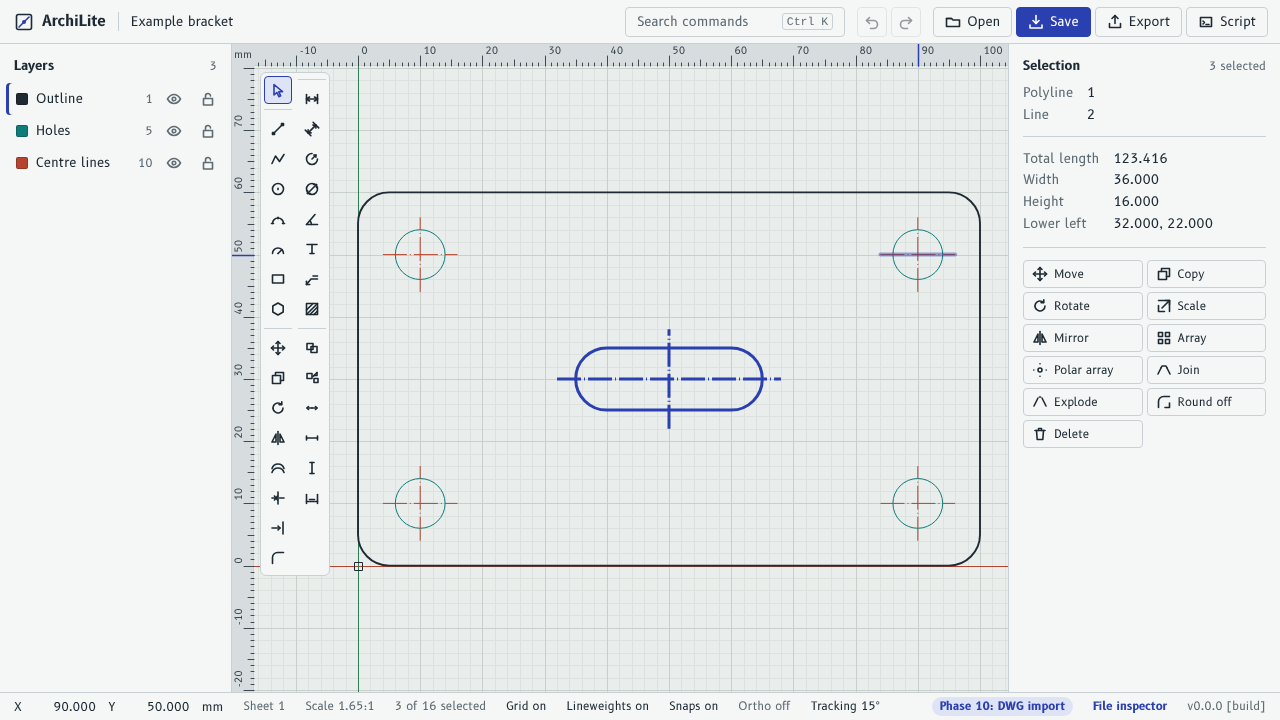 ArchiLite
Example bracket
Search commands Ctrl K
Open
Save
Export
Script
Layers 3
Outline 1
Holes 5
Centre lines 10
mm
-10 0 10 20 30 40 50 60 70 80 90 100
70
60
50
40
30
20
10
0
-10
-20
Selection 3 selected
Polyline 1
Line 2
Total length 123.416
Width 36.000
Height 16.000
Lower left 32.000, 22.000
Move Copy
Rotate Scale
Mirror Array
Polar array Join
Explode Round off
Delete
X 90.000 Y 50.000 mm
Sheet 1
Scale 1.65:1
3 of 16 selected
Grid on
Lineweights on
Snaps on
Ortho off
Tracking 15°
Phase 10: DWG import
File inspector
v0.0.0 [build]